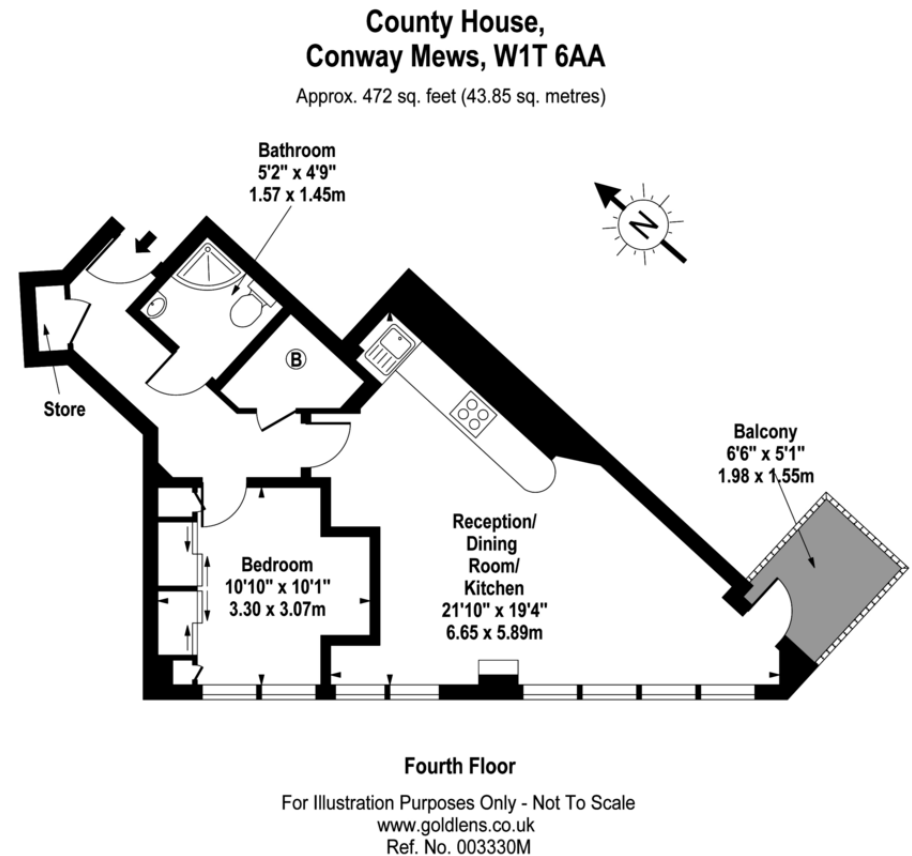 County House,
Conway Mews, W1T 6AA
Approx. 472 sq. feet (43.85 sq. metres)
Bathroom
5'2" x 4'9"
1.57 x 1.45m
N
B
Store
Balcony
6'6" x 5'1"
1.98 x 1.55m
Reception/
Dining
Room/
Kitchen
21'10" x 19'4"
6.65 x 5.89m
Bedroom
10'10" x 10'1"
3.30 x 3.07m
Fourth Floor
For Illustration Purposes Only - Not To Scale
www.goldlens.co.uk
Ref. No. 003330M